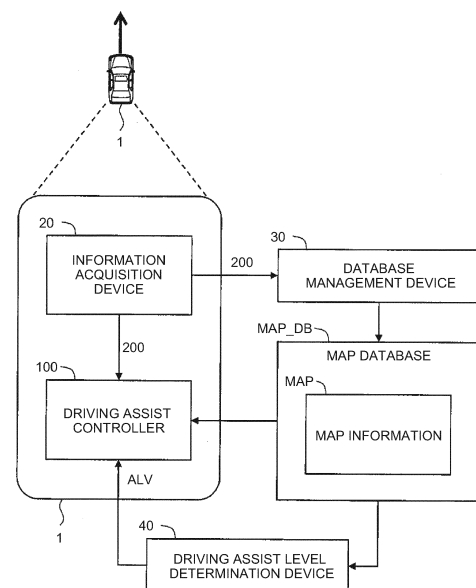 1
20
INFORMATION
ACQUISITION
DEVICE
200
30
DATABASE
MANAGEMENT DEVICE
200
MAP_DB
MAP DATABASE
MAP
MAP INFORMATION
100
DRIVING ASSIST
CONTROLLER
ALV
1
40
DRIVING ASSIST LEVEL
DETERMINATION DEVICE